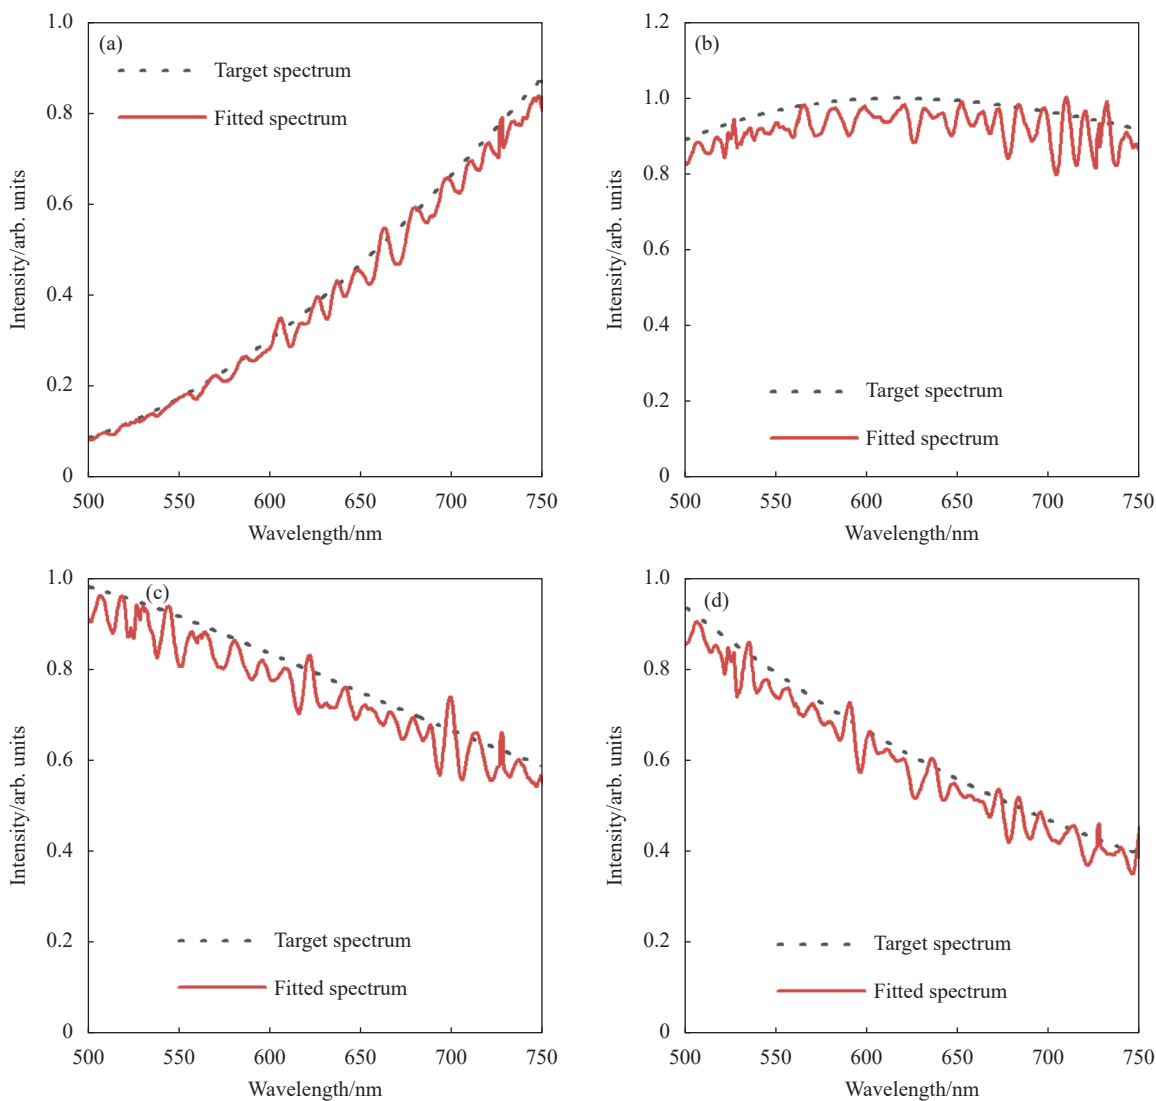 1.0
(a)
Target spectrum
Fitted spectrum
0.8
0.6
0.4
0.2
0
500 550 600 650 700 750
Wavelength/nm
Intensity/arb. units
1.2
(b)
1.0
0.8
0.6
0.4
Target spectrum
Fitted spectrum
0.2
0
500 550 600 650 700 750
Wavelength/nm
Intensity/arb. units
1.0
(c)
0.8
0.6
0.4
0.2
Target spectrum
Fitted spectrum
0
500 550 600 650 700 750
Wavelength/nm
Intensity/arb. units
1.0
(d)
0.8
0.6
0.4
0.2
Target spectrum
Fitted spectrum
0
500 550 600 650 700 750
Wavelength/nm
Intensity/arb. units